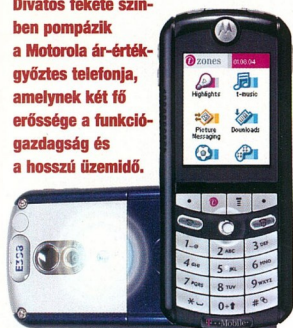 Divatos fekete szín-
ben pompázik
a Motorola ár-érték-
győztes telefonja,
amelynek két fő
erőssége a funkció-
gazdagság és
a hosszú üzemidő.
t zones 01:06:04
Highlights t-music
Picture Messaging Downloads
E398
1 2 ABC 3 DEF
4 GHI 5 JKL 6 MNO
7 PQRS 8 TUV 9 WXYZ
* 0+ #
T-Mobile